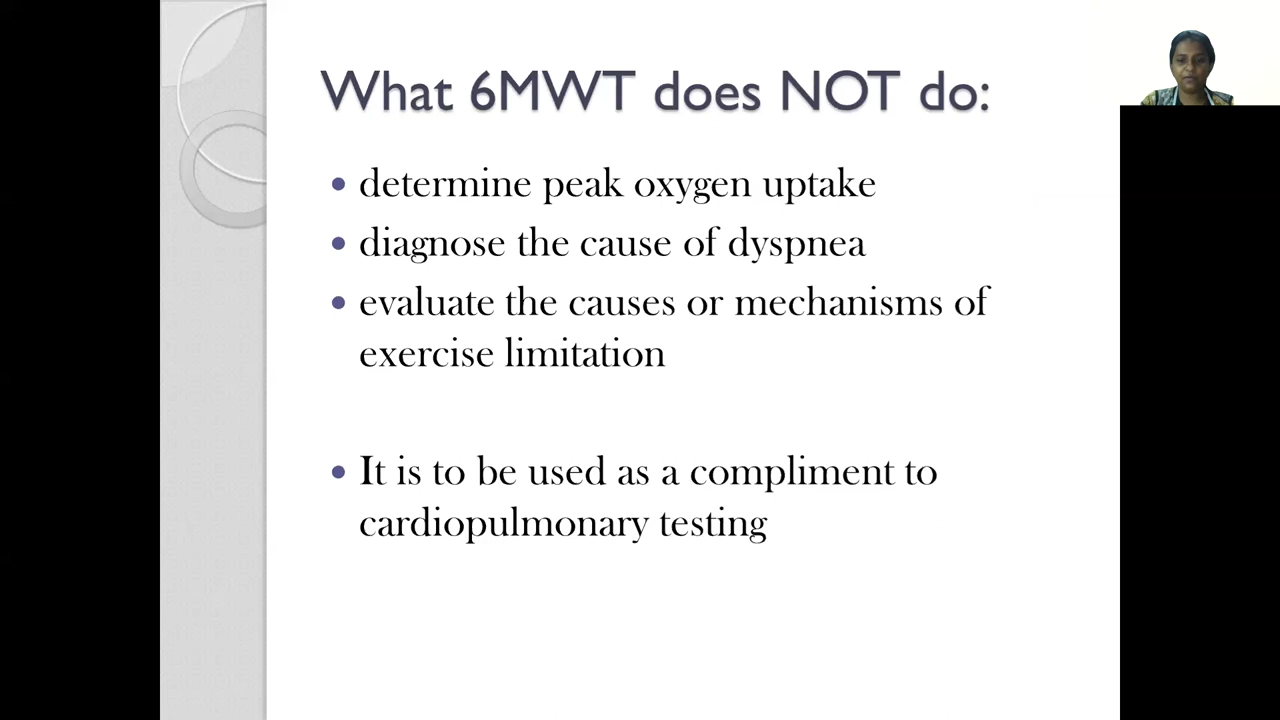 What 6MWT does NOT do:
• determine peak oxygen uptake
• diagnose the cause of dyspnea
• evaluate the causes or mechanisms of
exercise limitation
• It is to be used as a compliment to
cardiopulmonary testing